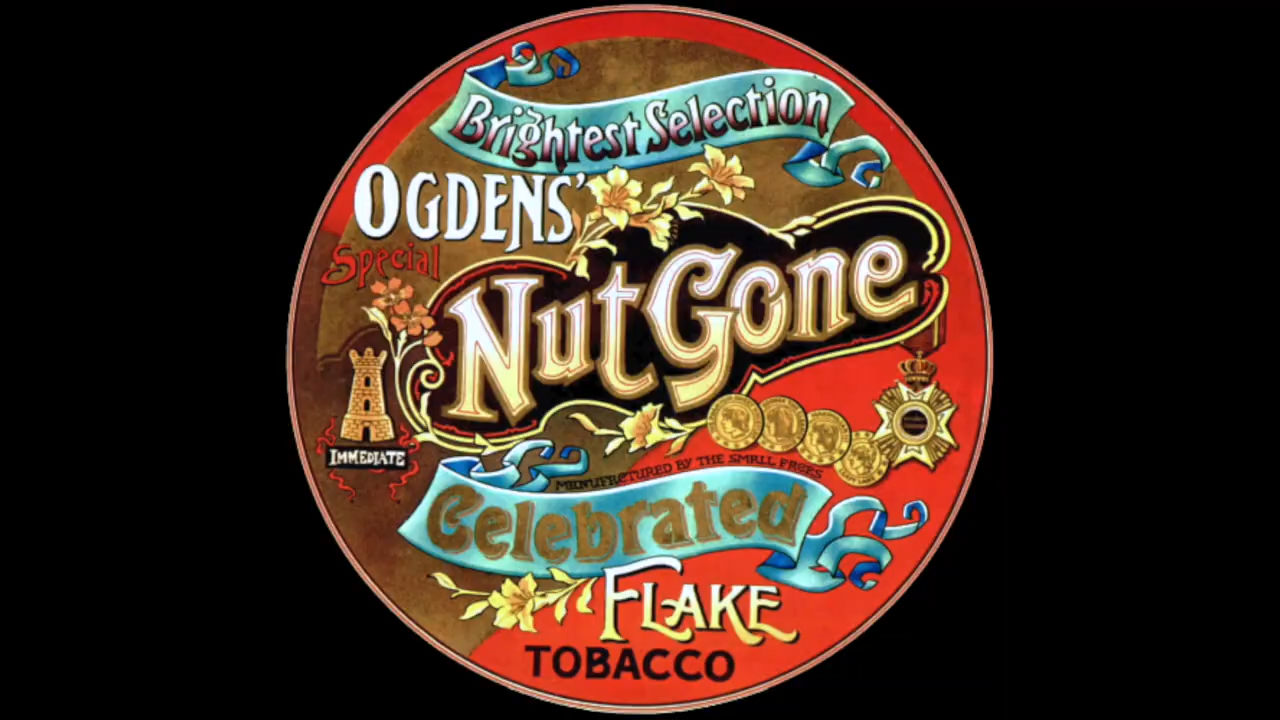 Brightest Selection
OGDENS'
Special
Nut Gone
IMMEDIATE
MANUFACTURED BY THE SMALL FACES
Celebrated
FLAKE
TOBACCO